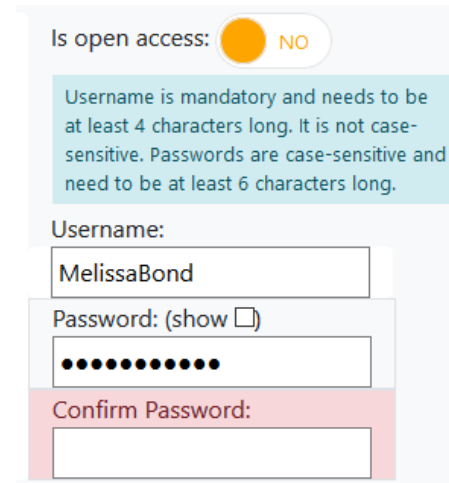 Is open access: NO
Username is mandatory and needs to be
at least 4 characters long. It is not case-
sensitive. Passwords are case-sensitive and
need to be at least 6 characters long.
Username:
MelissaBond
Password: (show ☐)
●●●●●●●●●●●
Confirm Password: